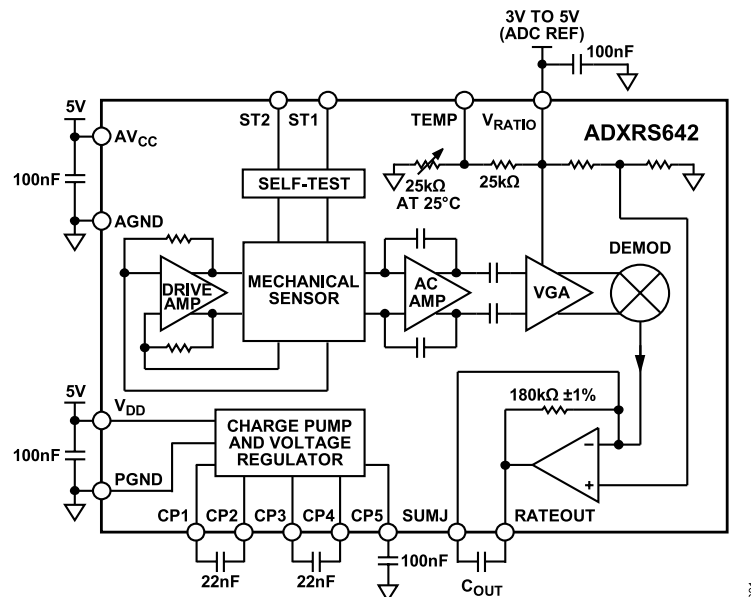 3V TO 5V
(ADC REF)
100nF
5V
ST2 ST1
TEMP
VRATIO
AVCC
ADXRS642
100nF
SELF-TEST
25kΩ
AT 25°C
25kΩ
AGND
DEMOD
DRIVE
AMP
MECHANICAL
SENSOR
AC
AMP
VGA
5V
180kΩ ±1%
VDD
CHARGE PUMP
AND VOLTAGE
REGULATOR
100nF
–
+
PGND
CP1 CP2 CP3 CP4 CP5 SUMJ RATEOUT
22nF
22nF
100nF
COUT